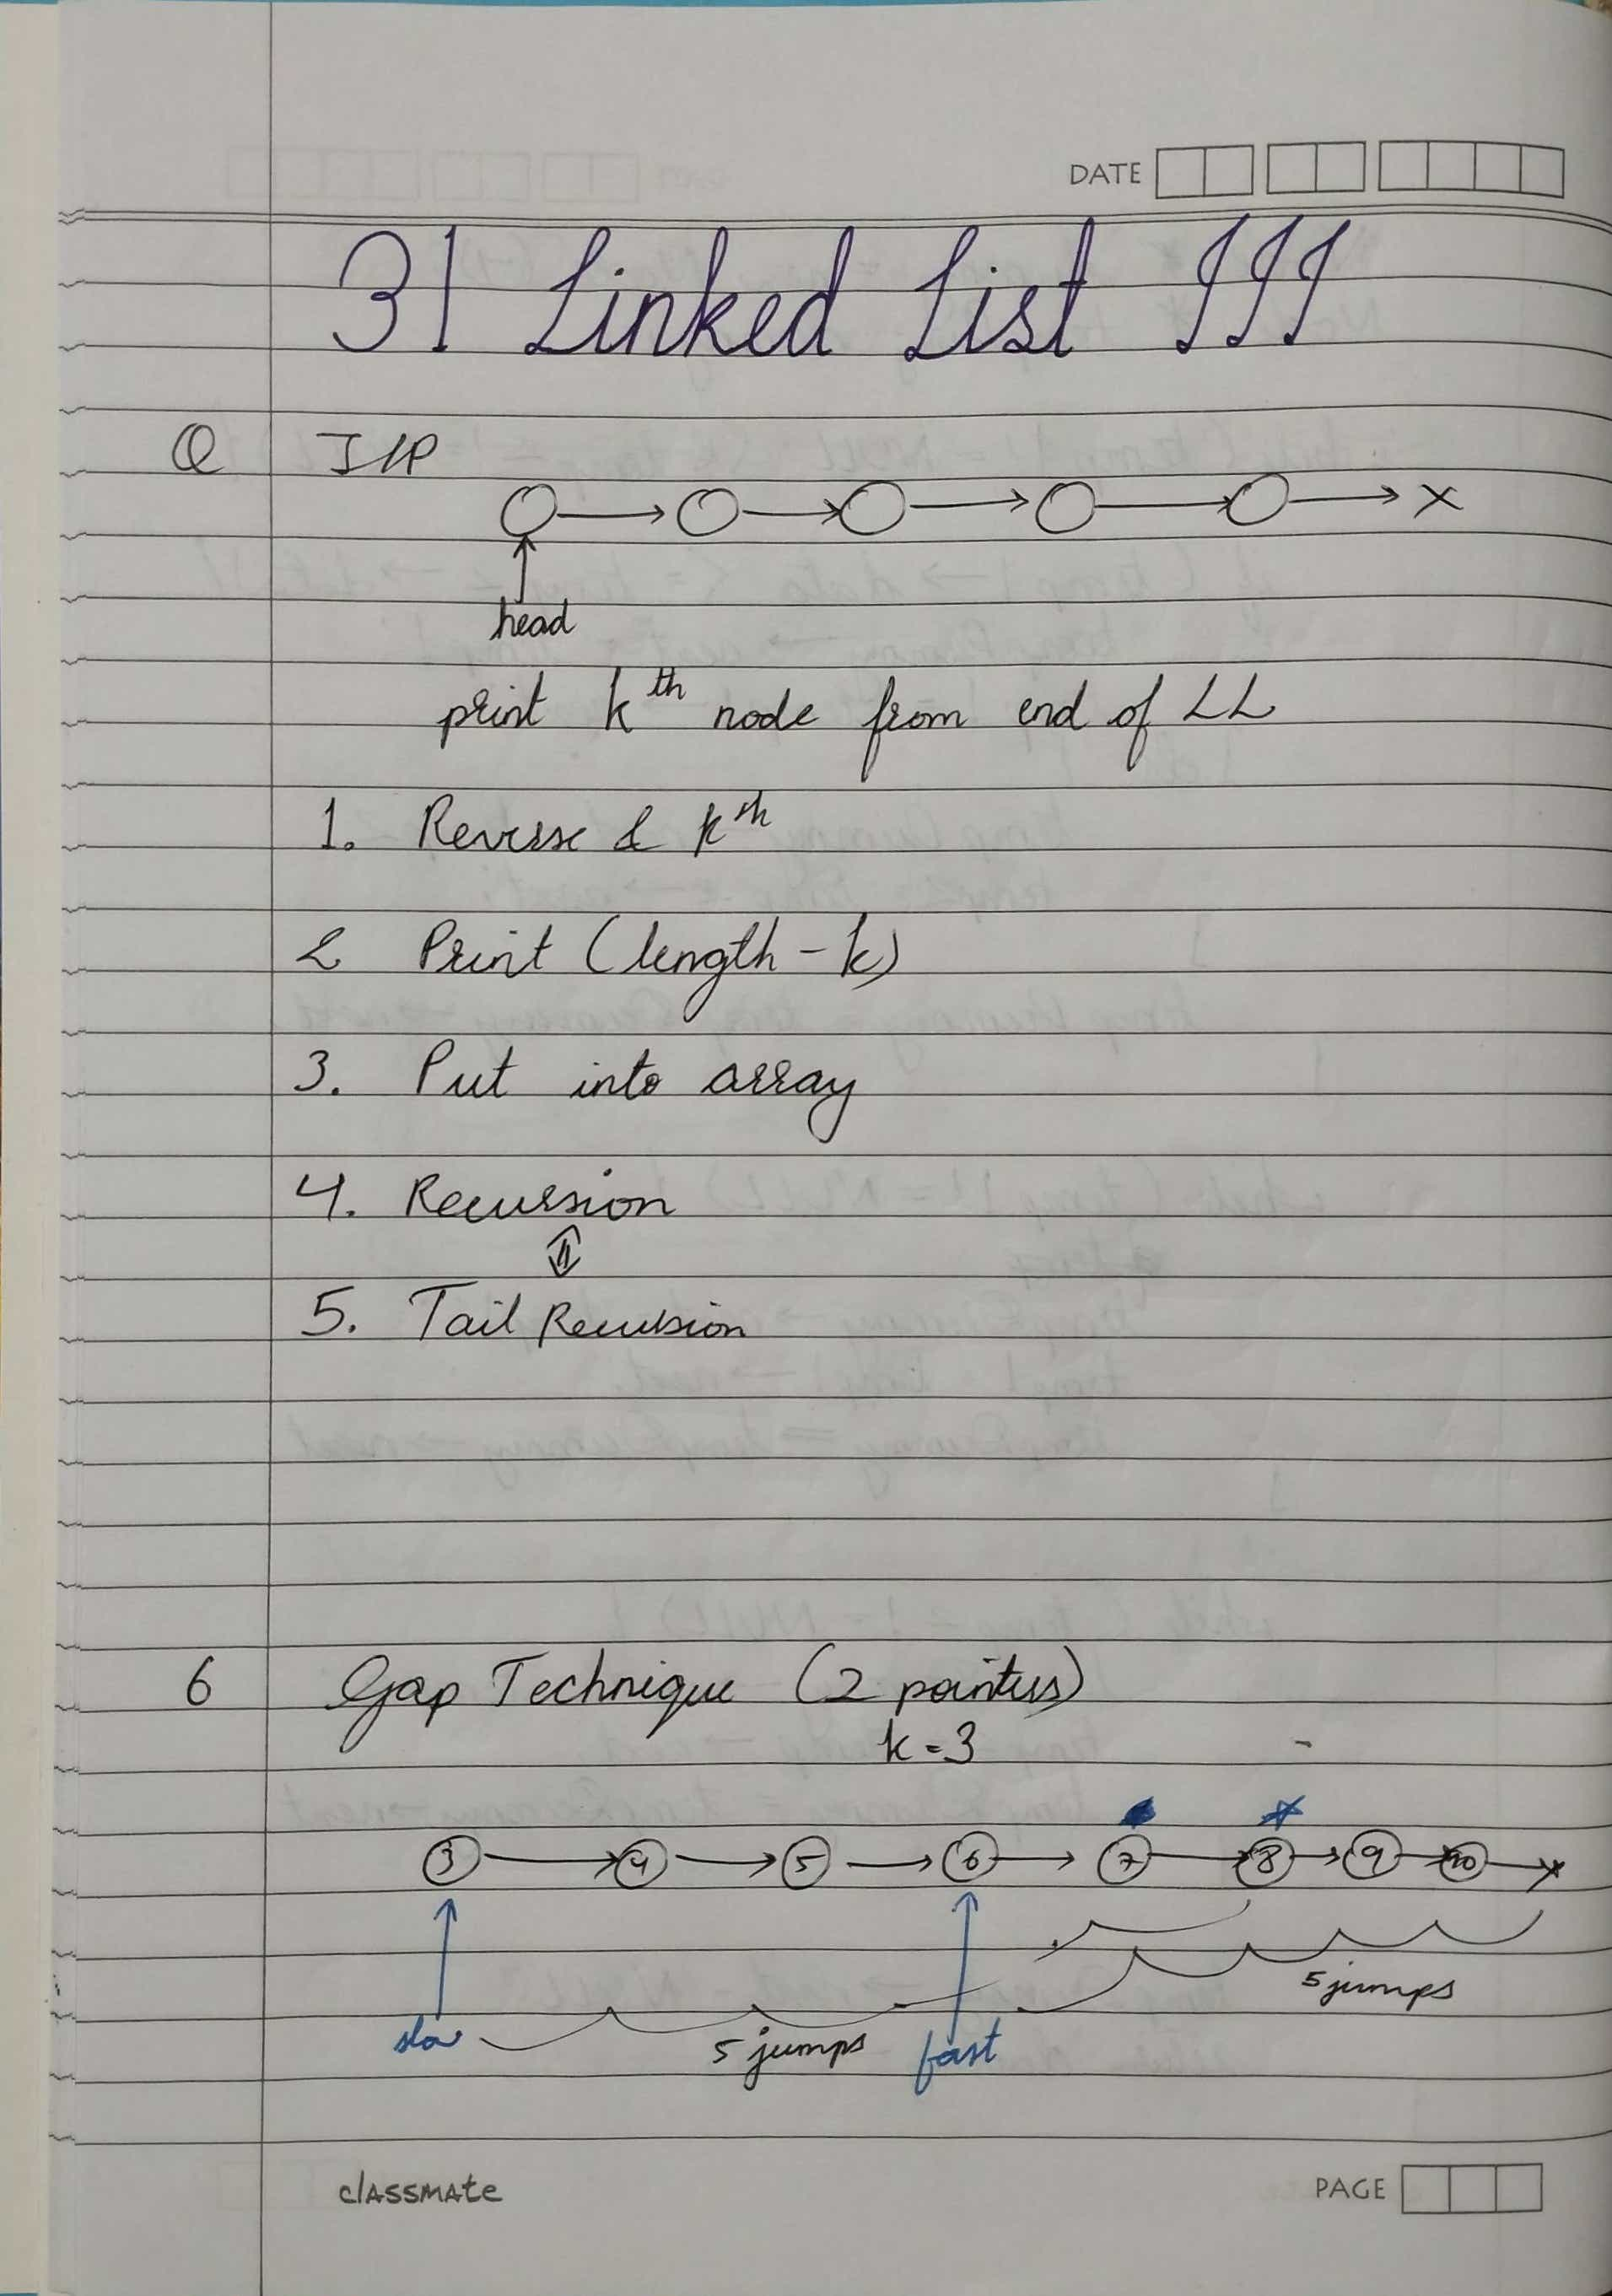 DATE
31 Linked List III
Q I/P
→ → → → → x
↑
head
print kth node from end of LL
1. Reverse & kth
2 Print (length - k)
3. Put into array
4. Recursion
⇕
5. Tail Recursion
6 Gap Technique (2 pointers)
k = 3
3 → 4 → 5 → 6 → 7 → 8 → 9 → 10 → x
5 jumps
slow 5 jumps fast
classmate PAGE